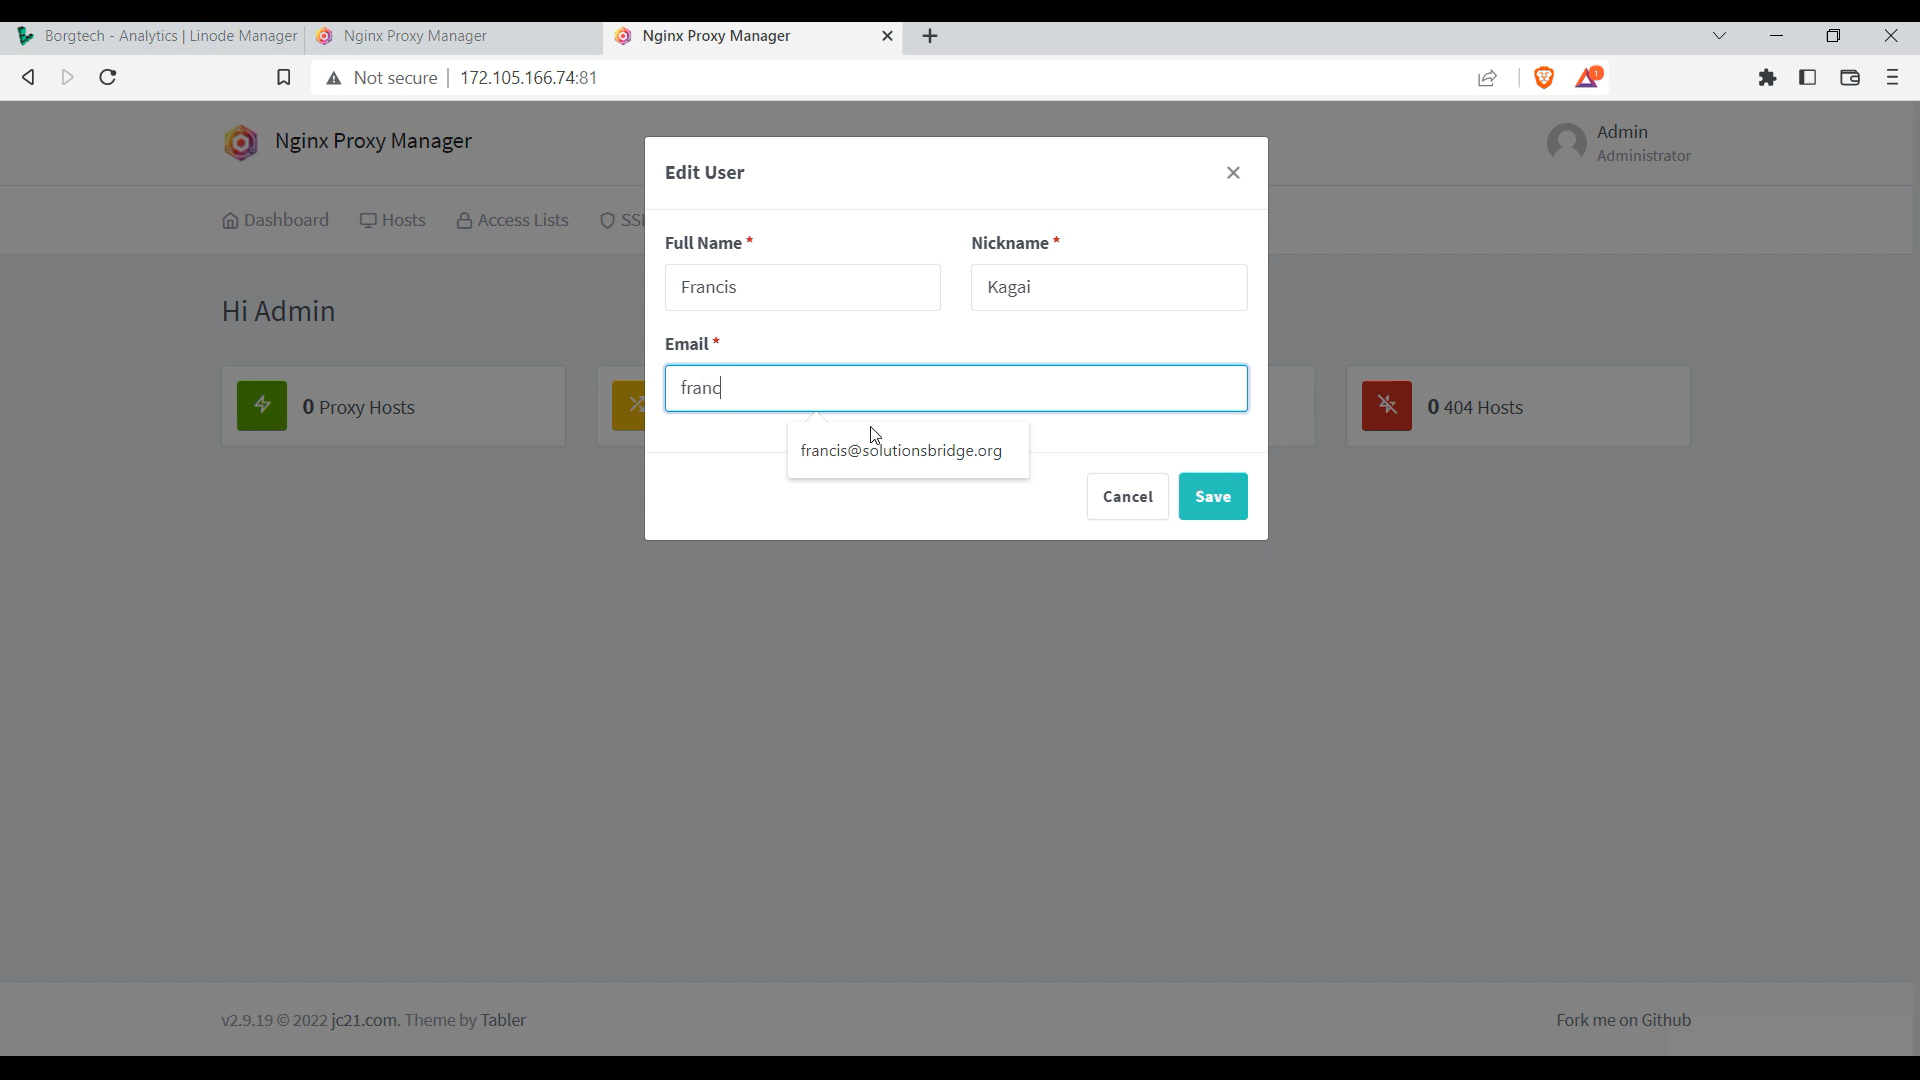 Borgtech - Analytics | Linode Manager
Nginx Proxy Manager
Nginx Proxy Manager
Not secure
172.105.166.74:81
1
Nginx Proxy Manager
Admin
Administrator
Dashboard
Hosts
Access Lists
SSL
Hi Admin
0 Proxy Hosts
0 404 Hosts
Edit User
Full Name *
Nickname *
Francis
Kagai
Email *
franc
francis@solutionsbridge.org
Cancel
Save
v2.9.19 © 2022 jc21.com. Theme by Tabler
Fork me on Github